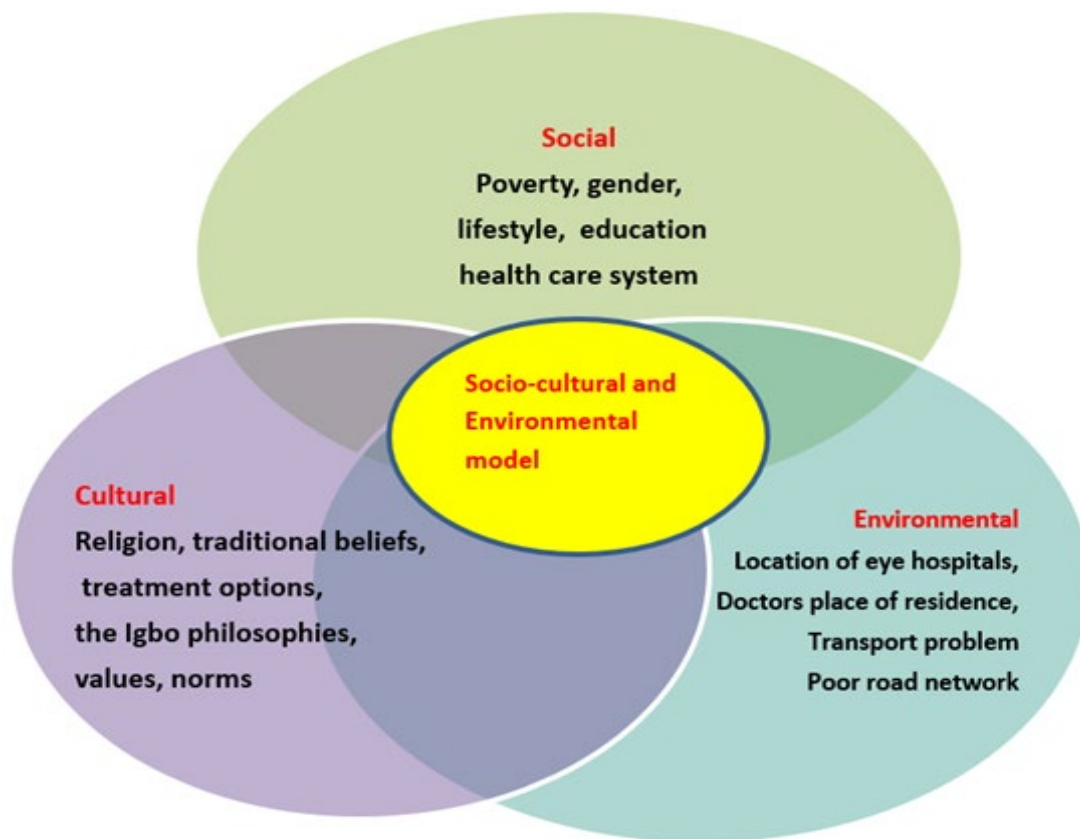 Social
Poverty, gender,
lifestyle, education
health care system
Socio-cultural and
Environmental
model
Cultural
Religion, traditional beliefs,
treatment options,
the Igbo philosophies,
values, norms
Environmental
Location of eye hospitals,
Doctors place of residence,
Transport problem
Poor road network